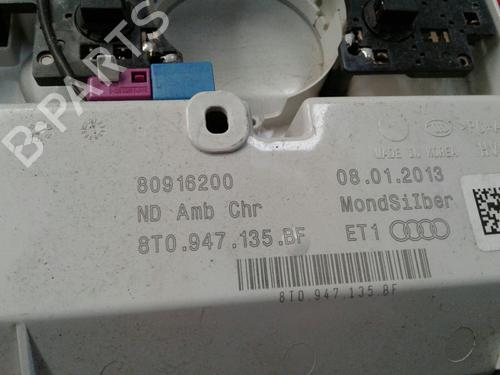 B-PARTS
MADE IN KOREA
80916200 08.01.2013
ND Amb Chr MondSilber
8T0.947.135.BF ET1
8T0 947.135.BF